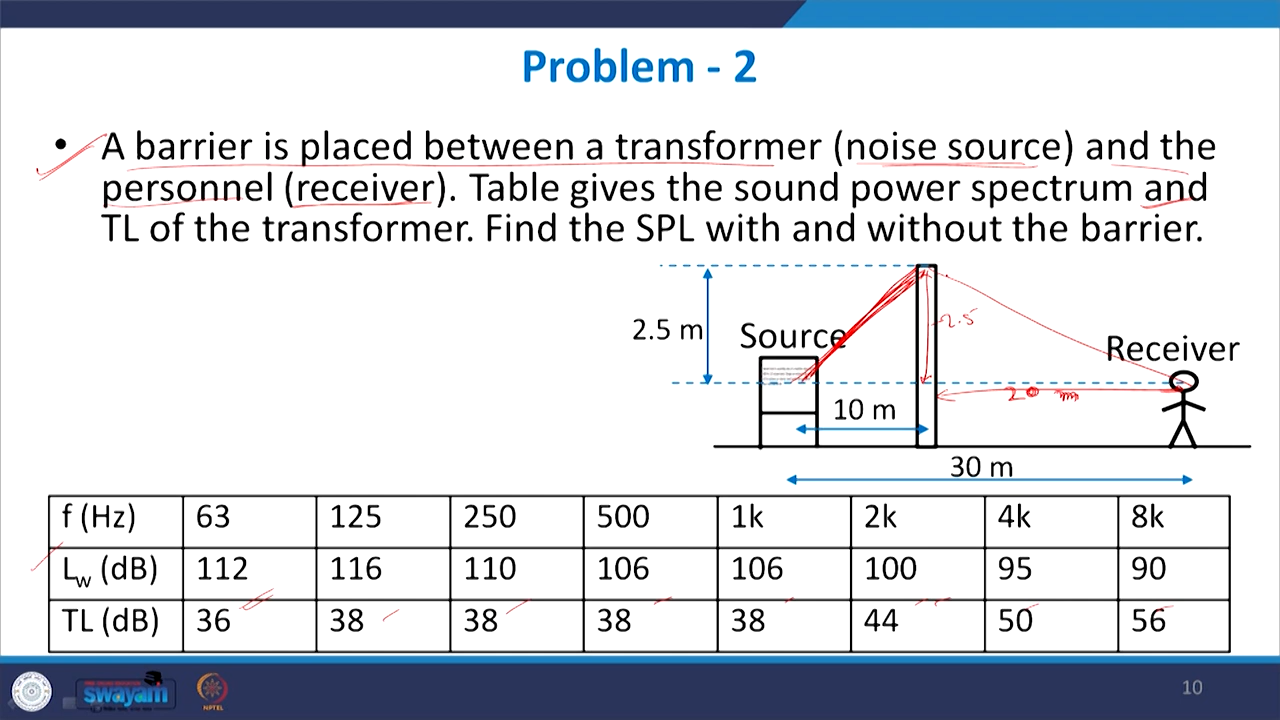 Problem - 2
• A barrier is placed between a transformer (noise source) and the
personnel (receiver). Table gives the sound power spectrum and
TL of the transformer. Find the SPL with and without the barrier.
2.5 m
Source
2.5
Receiver
20 m
10 m
30 m
f (Hz) 63 125 250 500 1k 2k 4k 8k
Lw (dB) 112 116 110 106 106 100 95 90
TL (dB) 36 38 38 38 38 44 50 56
swayam
NPTEL
10